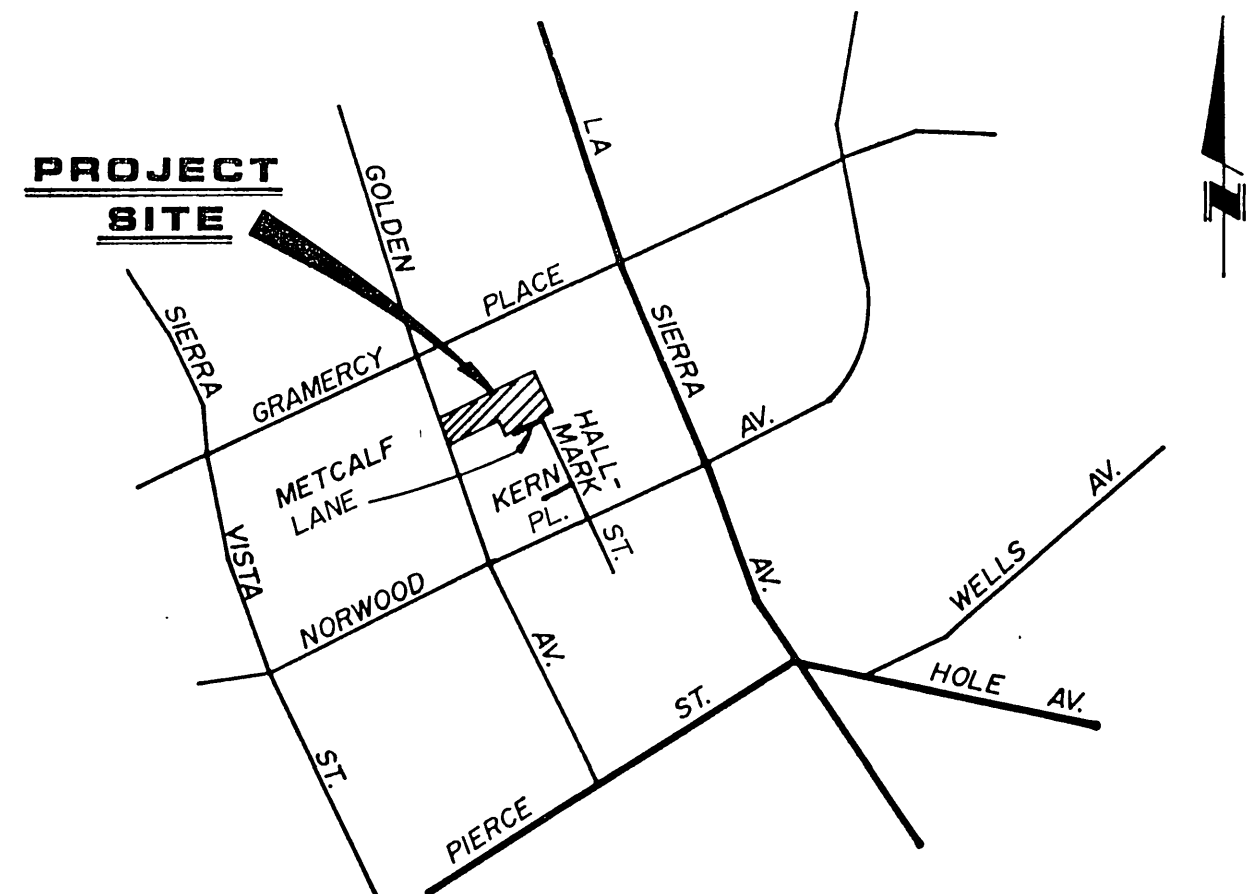 PROJECT
SITE
N
GOLDEN
AV.
LA
SIERRA
AV.
SIERRA
VISTA
ST.
GRAMERCY PLACE
METCALF
LANE
HALL-
MARK
ST.
KERN
PL.
NORWOOD AV.
WELLS AV.
HOLE AV.
PIERCE ST.